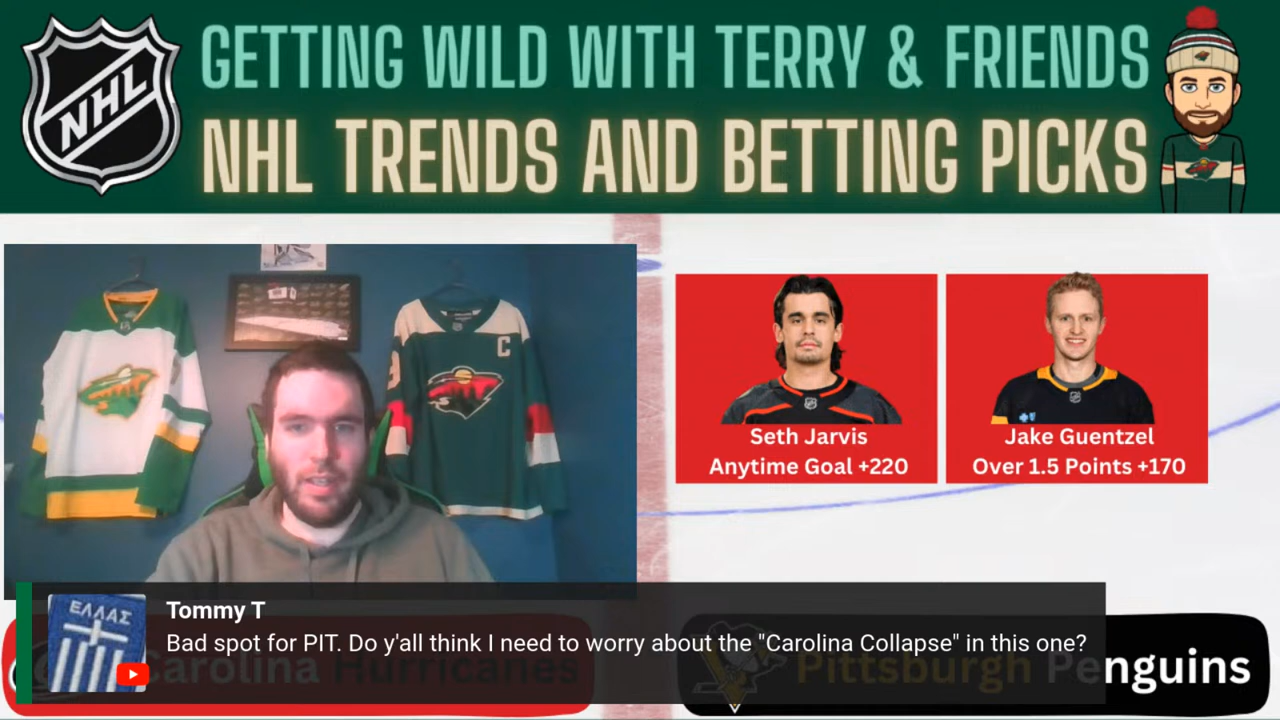 NHL
GETTING WILD WITH TERRY & FRIENDS
NHL TRENDS AND BETTING PICKS
C
Seth Jarvis
Anytime Goal +220
Jake Guentzel
Over 1.5 Points +170
ΕΛΛΑΣ
Tommy T
Bad spot for PIT. Do y'all think I need to worry about the "Carolina Collapse" in this one?
Carolina Hurricanes
Pittsburgh Penguins